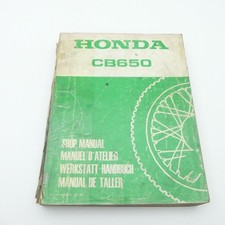 HONDA
CB650
SHOP MANUAL
MANUEL D'ATELIER
WERKSTATT-HANDBUCH
MANUAL DE TALLER